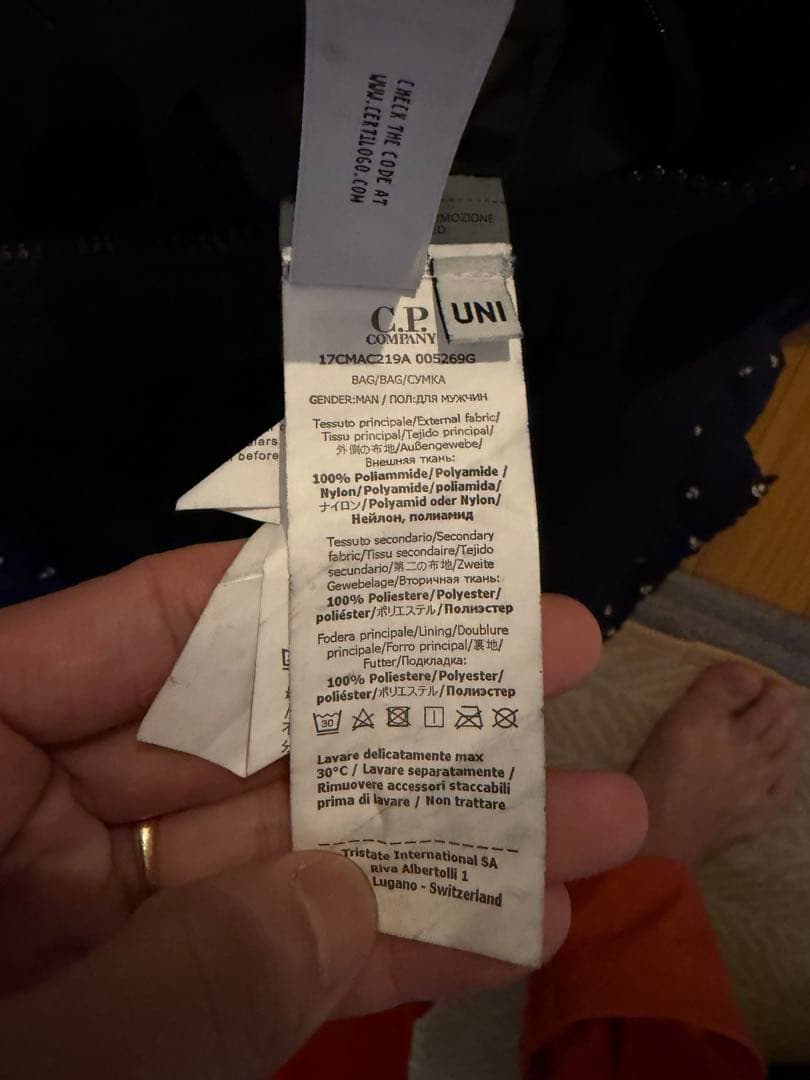 CHECK THE CODE AT
WWW.CERTILOGO.COM
MOZIONE
UNI
C.P.
COMPANY
17CMAC219A 005269G
BAG/BAG/СУМКА
GENDER:MAN / ПОЛ:ДЛЯ МУЖЧИН
Tessuto principale/External fabric/
Tissu principal/Tejido principal/
外側の布地/Außengewebe/
Внешняя ткань:
100% Poliammide/Polyamide /
Nylon/Polyamide/poliamida/
ナイロン/Polyamid oder Nylon/
Нейлон, полиамид
Tessuto secondario/Secondary
fabric/Tissu secondaire/Tejido
secundario/第二の布地/Zweite
Gewebelage/Вторичная ткань:
100% Poliestere/Polyester/
poliéster/ポリエステル/Полиэстер
Fodera principale/Lining/Doublure
principale/Forro principal/裏地/
Futter/Подкладка:
100% Poliestere/Polyester/
poliéster/ポリエステル/Полиэстер
30
Lavare delicatamente max
30°C / Lavare separatamente /
Rimuovere accessori staccabili
prima di lavare / Non trattare
Tristate International SA
Riva Albertolli 1
Lugano - Switzerland
before